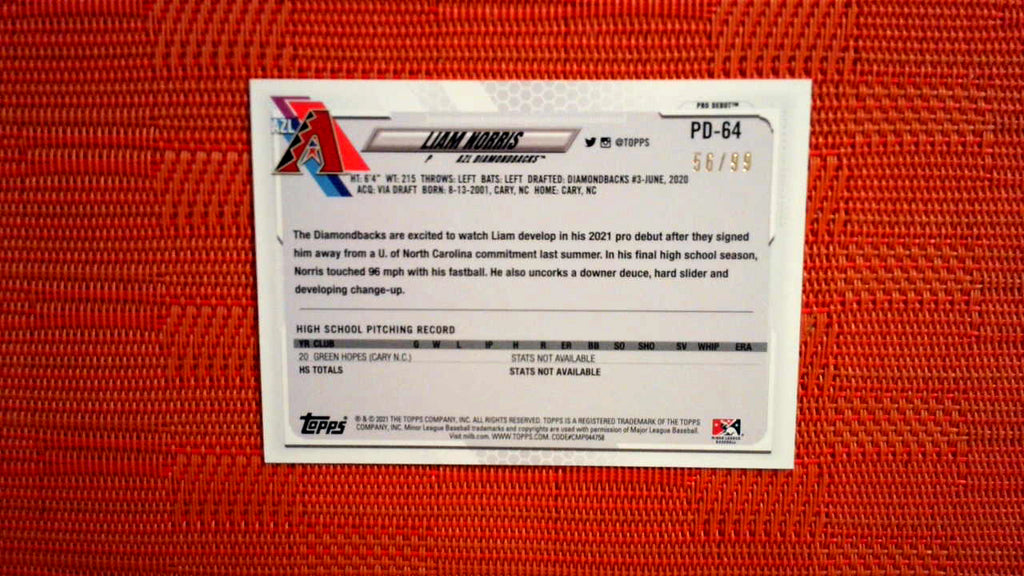 PRO DEBUT™
AZL
LIAM NORRIS
@TOPPS
PD-64
P AZL DIAMONDBACKS™
56/99
HT: 6'4" WT: 215 THROWS: LEFT BATS: LEFT DRAFTED: DIAMONDBACKS #3-JUNE, 2020
ACQ: VIA DRAFT BORN: 8-13-2001, CARY, NC HOME: CARY, NC
The Diamondbacks are excited to watch Liam develop in his 2021 pro debut after they signed
him away from a U. of North Carolina commitment last summer. In his final high school season,
Norris touched 96 mph with his fastball. He also uncorks a downer deuce, hard slider and
developing change-up.
HIGH SCHOOL PITCHING RECORD
YR CLUB G W L IP H R ER BB SO SHO SV WHIP ERA
20 GREEN HOPES (CARY N.C.) STATS NOT AVAILABLE
HS TOTALS STATS NOT AVAILABLE
Topps
® & © 2021 THE TOPPS COMPANY, INC. ALL RIGHTS RESERVED. TOPPS IS A REGISTERED TRADEMARK OF THE TOPPS
COMPANY, INC. Minor League Baseball trademarks and copyrights are used with permission of Major League Baseball.
Visit milb.com. WWW.TOPPS.COM. CODE#CMP044758
MINOR LEAGUE
BASEBALL